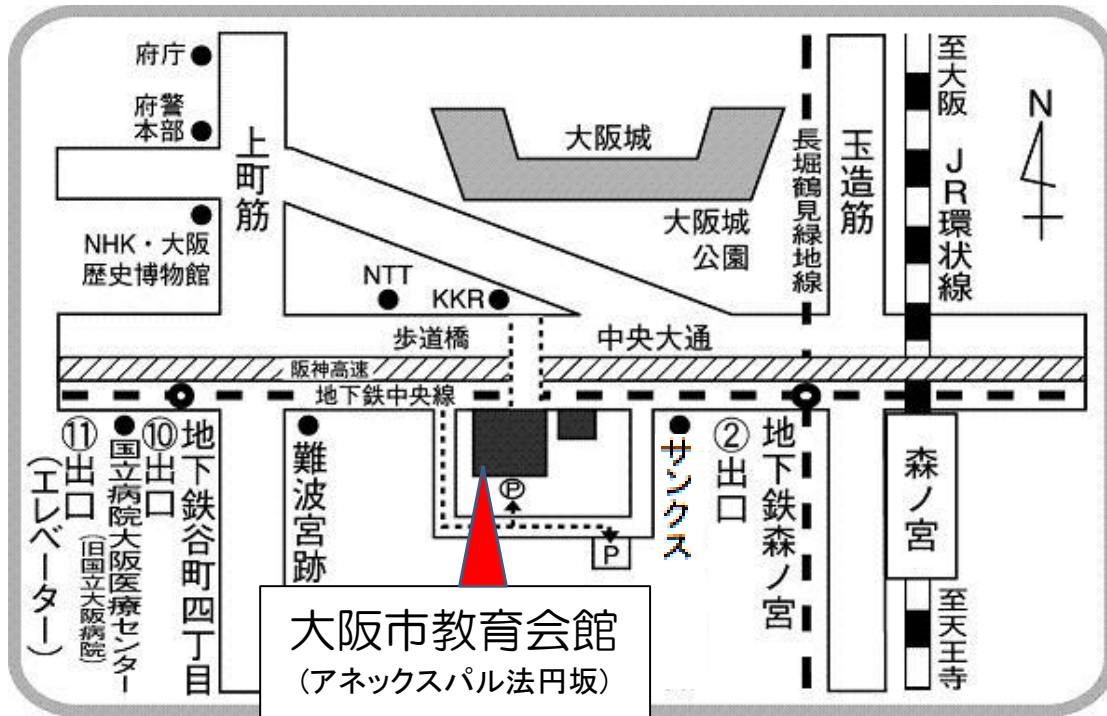 府庁
府警
本部
上町筋
大阪城
長堀鶴見緑地線
玉造筋
至大阪
JR環状線
N
NHK・大阪
歴史博物館
NTT
KKR
大阪城
公園
歩道橋
中央大通
阪神高速
地下鉄中央線
⑪出口
(エレベーター)
国立病院大阪医療センター
(旧国立大阪病院)
⑩出口
地下鉄谷町四丁目
難波宮跡
P
P
サンクス
②出口
地下鉄森ノ宮
森ノ宮
至天王寺
大阪市教育会館
(アネックスパル法円坂)